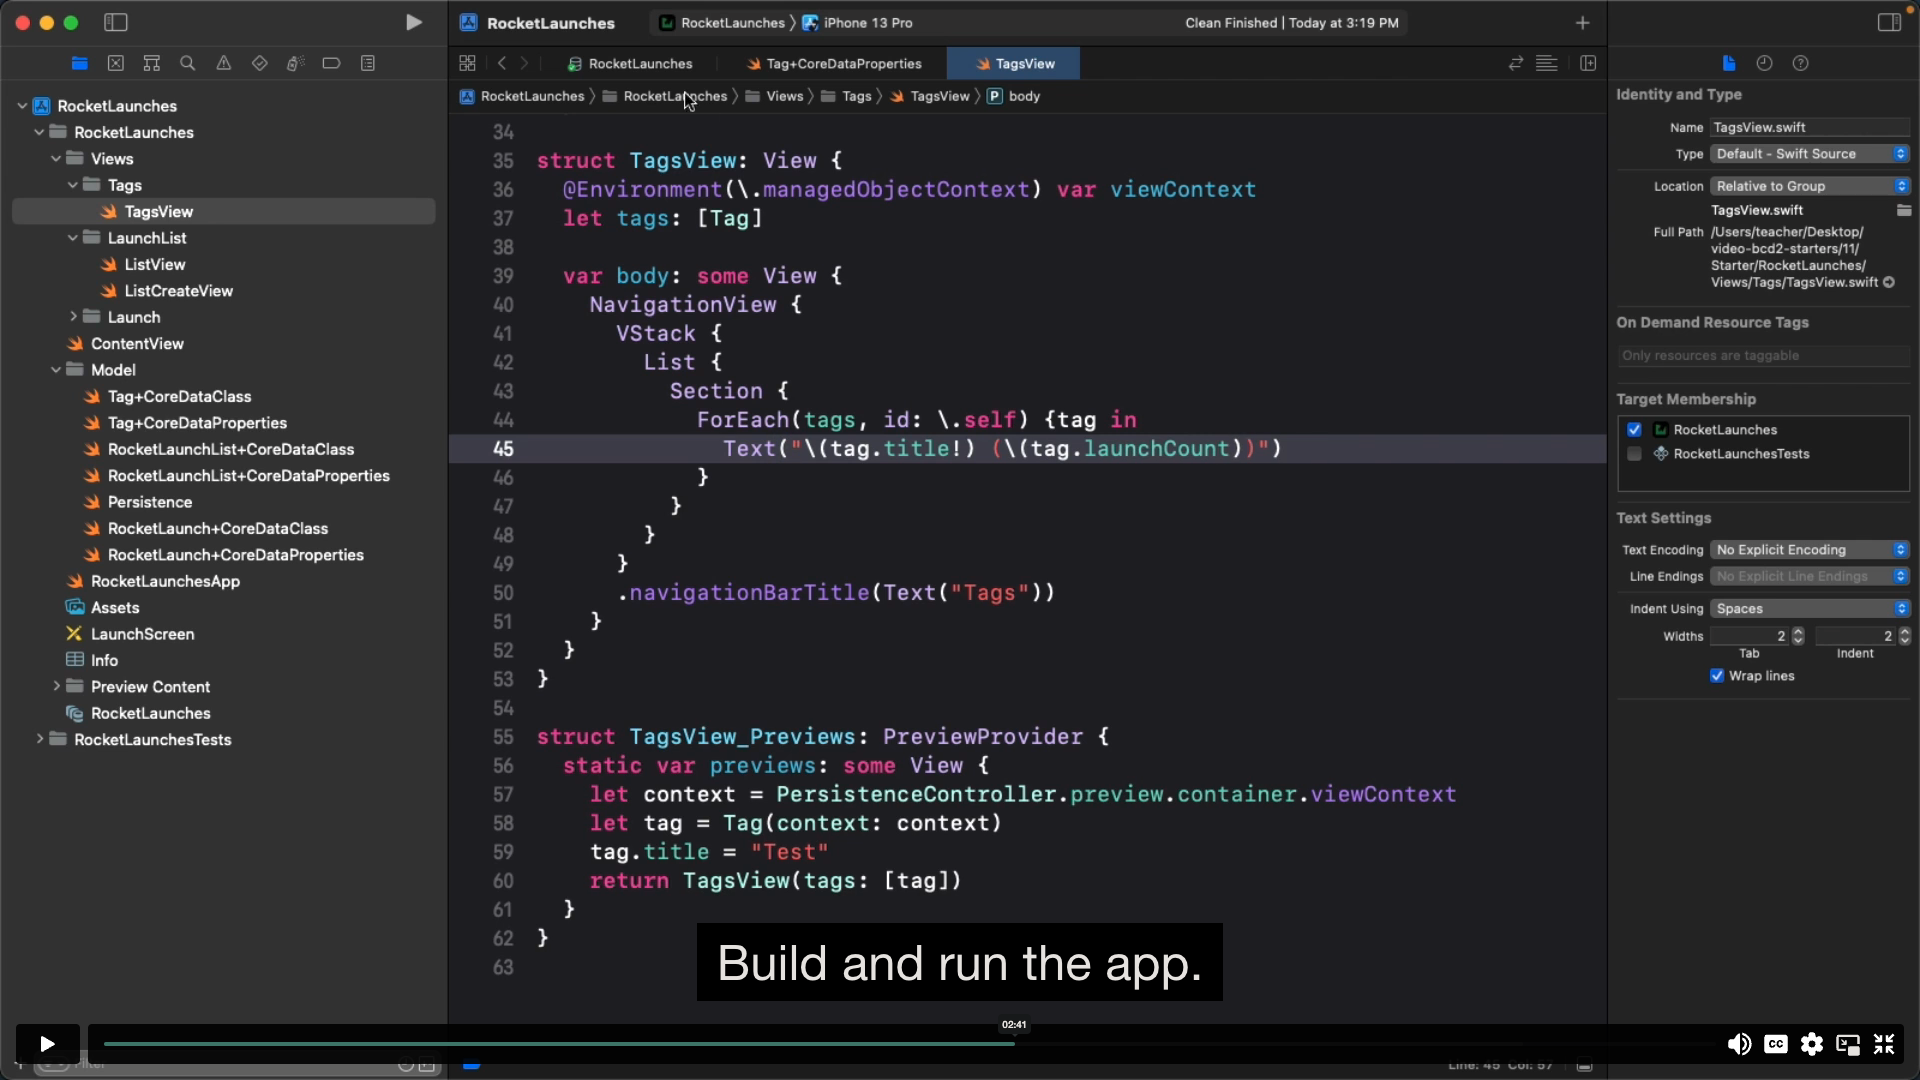 RocketLaunches
RocketLaunches
iPhone 13 Pro
Clean Finished | Today at 3:19 PM
RocketLaunches
Tag+CoreDataProperties
TagsView
RocketLaunches
RocketLaunches
Views
Tags
TagsView
P
body
RocketLaunches
RocketLaunches
Views
Tags
TagsView
LaunchList
ListView
ListCreateView
Launch
ContentView
Model
Tag+CoreDataClass
Tag+CoreDataProperties
RocketLaunchList+CoreDataClass
RocketLaunchList+CoreDataProperties
Persistence
RocketLaunch+CoreDataClass
RocketLaunch+CoreDataProperties
RocketLaunchesApp
Assets
LaunchScreen
Info
Preview Content
RocketLaunches
RocketLaunchesTests
Filter
34
35 struct TagsView: View {
36 @Environment(\.managedObjectContext) var viewContext
37 let tags: [Tag]
38
39 var body: some View {
40 NavigationView {
41 VStack {
42 List {
43 Section {
44 ForEach(tags, id: \.self) {tag in
45 Text("\(tag.title!) (\(tag.launchCount))")
46 }
47 }
48 }
49 }
50 .navigationBarTitle(Text("Tags"))
51 }
52 }
53 }
54
55 struct TagsView_Previews: PreviewProvider {
56 static var previews: some View {
57 let context = PersistenceController.preview.container.viewContext
58 let tag = Tag(context: context)
59 tag.title = "Test"
60 return TagsView(tags: [tag])
61 }
62 }
63
Build and run the app.
02:41
CC
Line: 45 Col: 57
Identity and Type
Name TagsView.swift
Type Default - Swift Source
Location Relative to Group
TagsView.swift
Full Path /Users/teacher/Desktop/
video-bcd2-starters/11/
Starter/RocketLaunches/
Views/Tags/TagsView.swift
On Demand Resource Tags
Only resources are taggable
Target Membership
RocketLaunches
RocketLaunchesTests
Text Settings
Text Encoding No Explicit Encoding
Line Endings No Explicit Line Endings
Indent Using Spaces
Widths 2 2
Tab Indent
Wrap lines